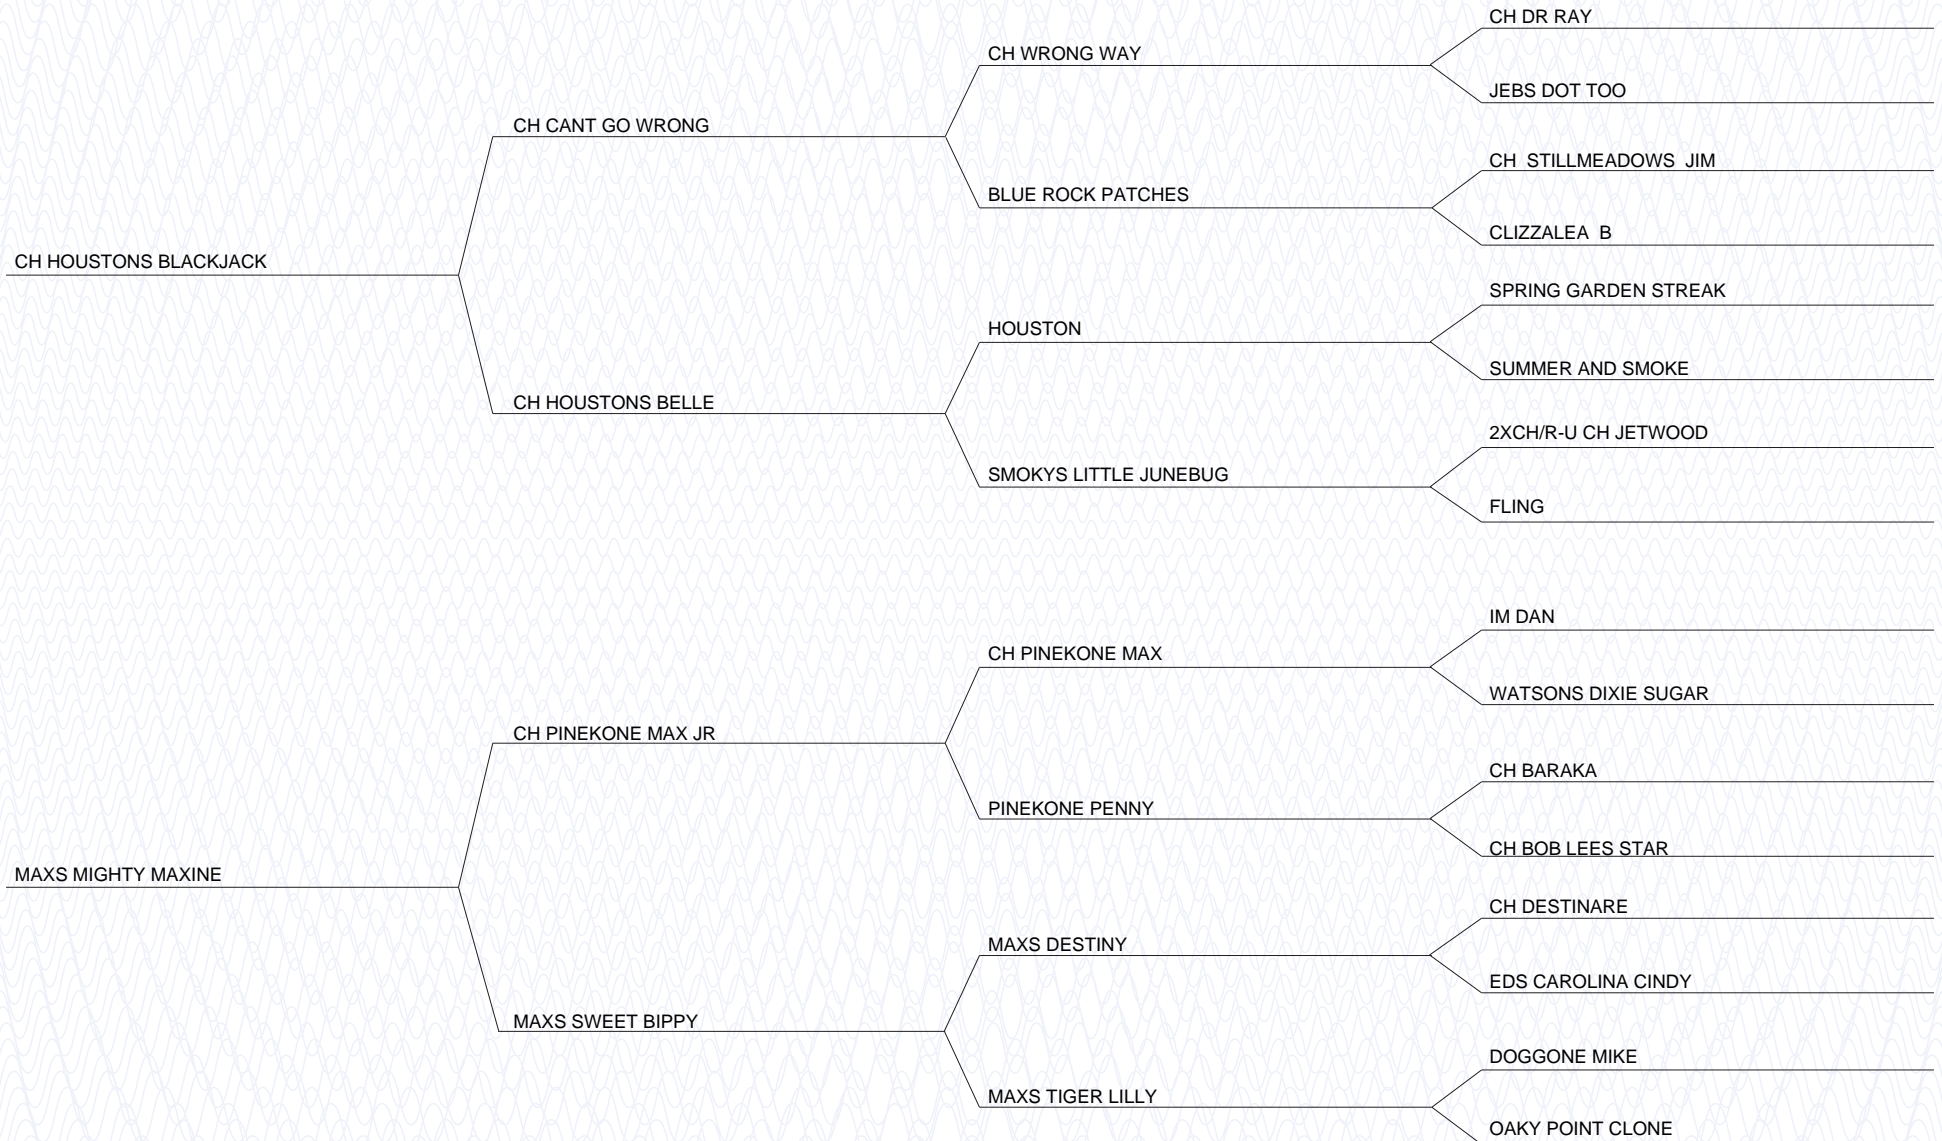 CH DR RAY
CH WRONG WAY
JEBS DOT TOO
CH CANT GO WRONG
CH  STILLMEADOWS  JIM
BLUE ROCK PATCHES
CLIZZALEA  B
CH HOUSTONS BLACKJACK
SPRING GARDEN STREAK
HOUSTON
SUMMER AND SMOKE
CH HOUSTONS BELLE
2XCH/R-U CH JETWOOD
SMOKYS LITTLE JUNEBUG
FLING
IM DAN
CH PINEKONE MAX
WATSONS DIXIE SUGAR
CH PINEKONE MAX JR
CH BARAKA
PINEKONE PENNY
CH BOB LEES STAR
MAXS MIGHTY MAXINE
CH DESTINARE
MAXS DESTINY
EDS CAROLINA CINDY
MAXS SWEET BIPPY
DOGGONE MIKE
MAXS TIGER LILLY
OAKY POINT CLONE